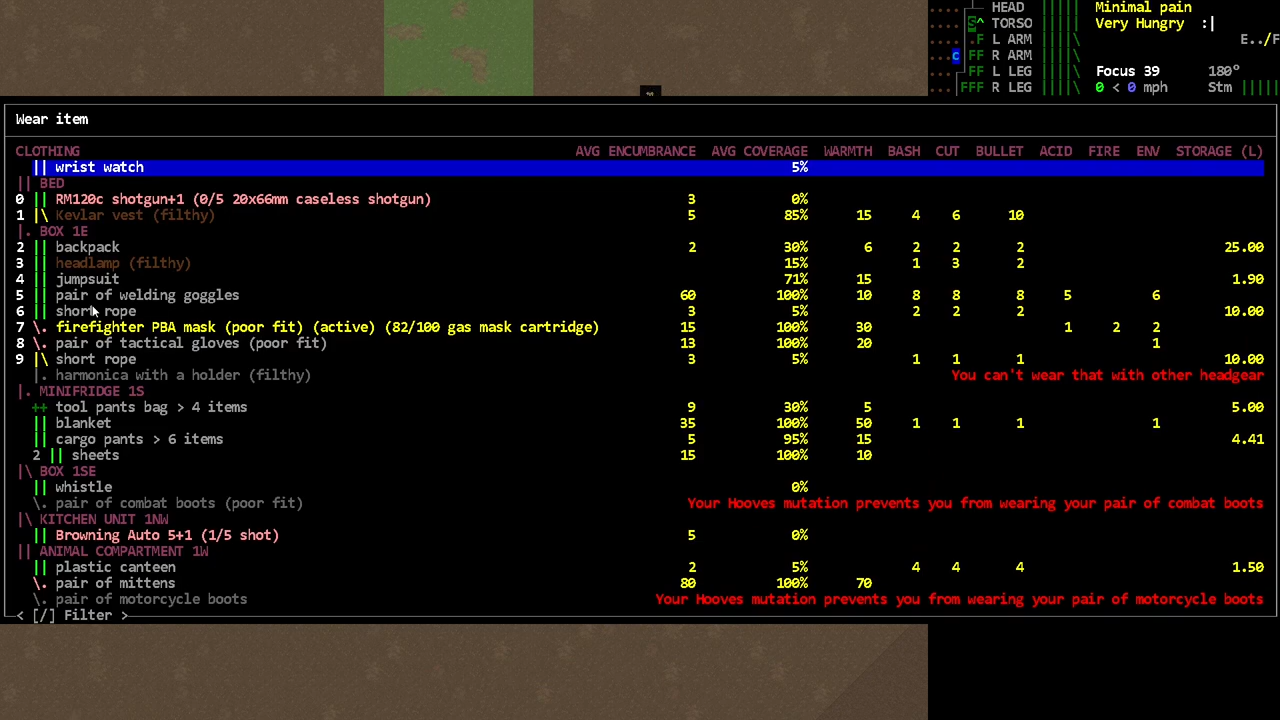 HEAD Minimal pain
S^ TORSO Very Hungry :|
.F L ARM E../F
c FF R ARM
FF L LEG Focus 39 180°
FFF R LEG 0 < 0 mph Stm
Wear item
CLOTHING AVG ENCUMBRANCE AVG COVERAGE WARMTH BASH CUT BULLET ACID FIRE ENV STORAGE (L)
|| wrist watch 5%
|| BED
0 || RM120c shotgun+1 (0/5 20x66mm caseless shotgun) 3 0%
1 |\ Kevlar vest (filthy) 5 85% 15 4 6 10
|. BOX 1E
2 || backpack 2 30% 6 2 2 2 25.00
3 || headlamp (filthy) 15% 1 3 2
4 || jumpsuit 71% 15 1.90
5 || pair of welding goggles 60 100% 10 8 8 8 5 6
6 || short rope 3 5% 2 2 2 10.00
7 \. firefighter PBA mask (poor fit) (active) (82/100 gas mask cartridge) 15 100% 30 1 2 2
8 \. pair of tactical gloves (poor fit) 13 100% 20 1
9 |\ short rope 3 5% 1 1 1 10.00
|. harmonica with a holder (filthy) You can't wear that with other headgear
|. MINIFRIDGE 1S
++ tool pants bag > 4 items 9 30% 5 5.00
|| blanket 35 100% 50 1 1 1 1
|| cargo pants > 6 items 5 95% 15 4.41
2 || sheets 15 100% 10
|\ BOX 1SE
|| whistle 0%
\. pair of combat boots (poor fit) Your Hooves mutation prevents you from wearing your pair of combat boots
|\ KITCHEN UNIT 1NW
|| Browning Auto 5+1 (1/5 shot) 5 0%
|| ANIMAL COMPARTMENT 1W
|| plastic canteen 2 5% 4 4 4 1.50
\. pair of mittens 80 100% 70
\. pair of motorcycle boots Your Hooves mutation prevents you from wearing your pair of motorcycle boots
< [/] Filter >